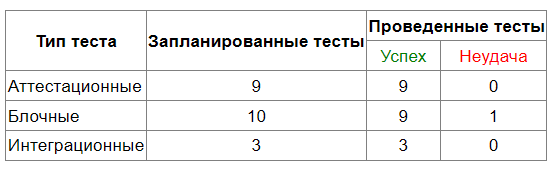 Тип теста Запланированные тесты Проведенные тесты
Успех Неудача
Аттестационные 9 9 0
Блочные 10 9 1
Интеграционные 3 3 0